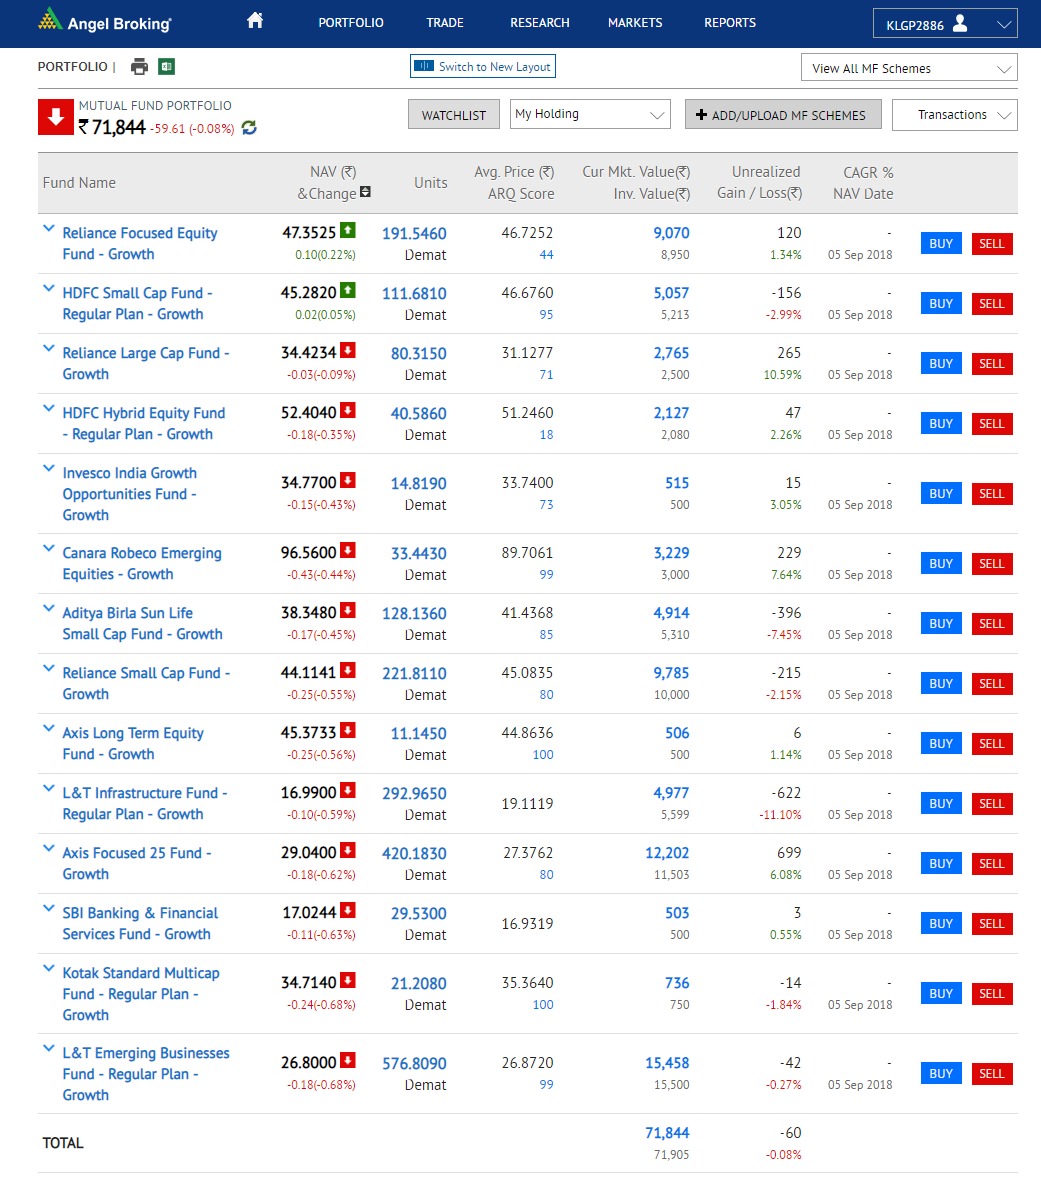 Angel Broking
PORTFOLIO TRADE RESEARCH MARKETS REPORTS KLGP2886
PORTFOLIO | Switch to New Layout View All MF Schemes
MUTUAL FUND PORTFOLIO
₹ 71,844 -59.61 (-0.08%) WATCHLIST My Holding ADD/UPLOAD MF SCHEMES Transactions
Fund Name NAV (₹) Units Avg. Price (₹) Cur Mkt. Value(₹) Unrealized CAGR %
&Change ARQ Score Inv. Value(₹) Gain / Loss(₹) NAV Date
Reliance Focused Equity 47.3525 191.5460 46.7252 9,070 120 - BUY SELL
Fund - Growth 0.10(0.22%) Demat 44 8,950 1.34% 05 Sep 2018
HDFC Small Cap Fund - 45.2820 111.6810 46.6760 5,057 -156 - BUY SELL
Regular Plan - Growth 0.02(0.05%) Demat 95 5,213 -2.99% 05 Sep 2018
Reliance Large Cap Fund - 34.4234 80.3150 31.1277 2,765 265 - BUY SELL
Growth -0.03(-0.09%) Demat 71 2,500 10.59% 05 Sep 2018
HDFC Hybrid Equity Fund 52.4040 40.5860 51.2460 2,127 47 - BUY SELL
- Regular Plan - Growth -0.18(-0.35%) Demat 18 2,080 2.26% 05 Sep 2018
Invesco India Growth
Opportunities Fund - 34.7700 14.8190 33.7400 515 15 - BUY SELL
Growth -0.15(-0.43%) Demat 73 500 3.05% 05 Sep 2018
Canara Robeco Emerging 96.5600 33.4430 89.7061 3,229 229 - BUY SELL
Equities - Growth -0.43(-0.44%) Demat 99 3,000 7.64% 05 Sep 2018
Aditya Birla Sun Life 38.3480 128.1360 41.4368 4,914 -396 - BUY SELL
Small Cap Fund - Growth -0.17(-0.45%) Demat 85 5,310 -7.45% 05 Sep 2018
Reliance Small Cap Fund - 44.1141 221.8110 45.0835 9,785 -215 - BUY SELL
Growth -0.25(-0.55%) Demat 80 10,000 -2.15% 05 Sep 2018
Axis Long Term Equity 45.3733 11.1450 44.8636 506 6 - BUY SELL
Fund - Growth -0.25(-0.56%) Demat 100 500 1.14% 05 Sep 2018
L&T Infrastructure Fund - 16.9900 292.9650 19.1119 4,977 -622 - BUY SELL
Regular Plan - Growth -0.10(-0.59%) Demat 5,599 -11.10% 05 Sep 2018
Axis Focused 25 Fund - 29.0400 420.1830 27.3762 12,202 699 - BUY SELL
Growth -0.18(-0.62%) Demat 80 11,503 6.08% 05 Sep 2018
SBI Banking & Financial 17.0244 29.5300 16.9319 503 3 - BUY SELL
Services Fund - Growth -0.11(-0.63%) Demat 500 0.55% 05 Sep 2018
Kotak Standard Multicap
Fund - Regular Plan - 34.7140 21.2080 35.3640 736 -14 - BUY SELL
Growth -0.24(-0.68%) Demat 100 750 -1.84% 05 Sep 2018
L&T Emerging Businesses
Fund - Regular Plan - 26.8000 576.8090 26.8720 15,458 -42 - BUY SELL
Growth -0.18(-0.68%) Demat 99 15,500 -0.27% 05 Sep 2018
TOTAL 71,844 -60
71,905 -0.08%